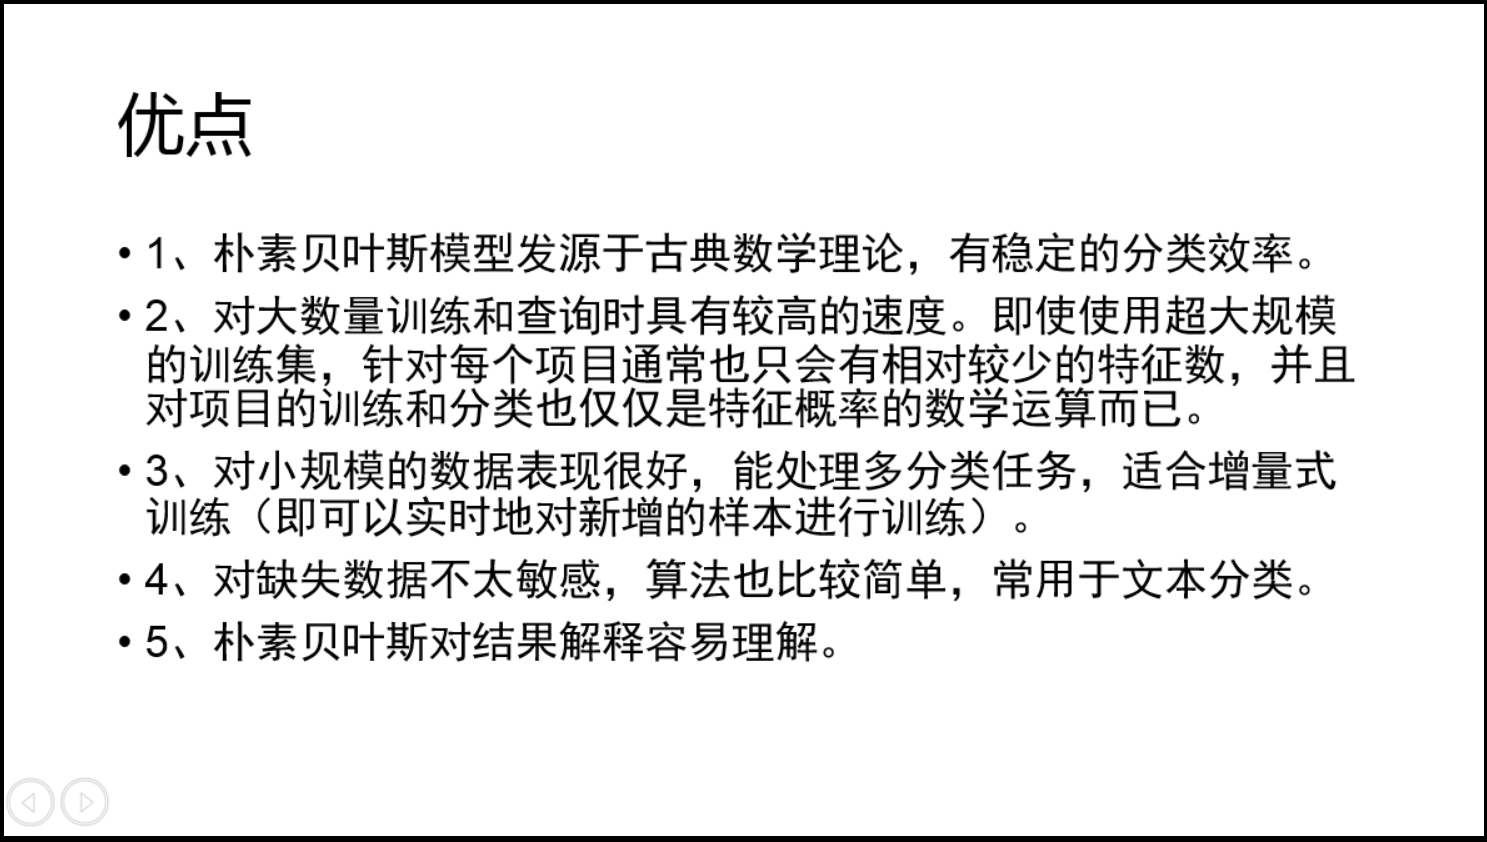 优点
• 1、朴素贝叶斯模型发源于古典数学理论，有稳定的分类效率。
• 2、对大数量训练和查询时具有较高的速度。即使使用超大规模
的训练集，针对每个项目通常也只会有相对较少的特征数，并且
对项目的训练和分类也仅仅是特征概率的数学运算而已。
• 3、对小规模的数据表现很好，能处理多分类任务，适合增量式
训练（即可以实时地对新增的样本进行训练）。
• 4、对缺失数据不太敏感，算法也比较简单，常用于文本分类。
• 5、朴素贝叶斯对结果解释容易理解。